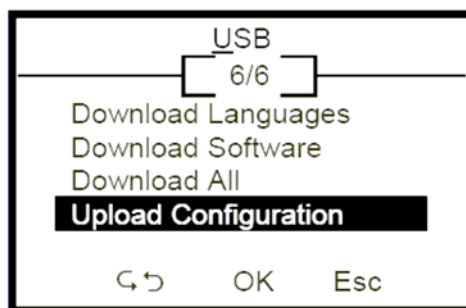 USB
6/6
Download Languages
Download Software
Download All
Upload Configuration
OK Esc